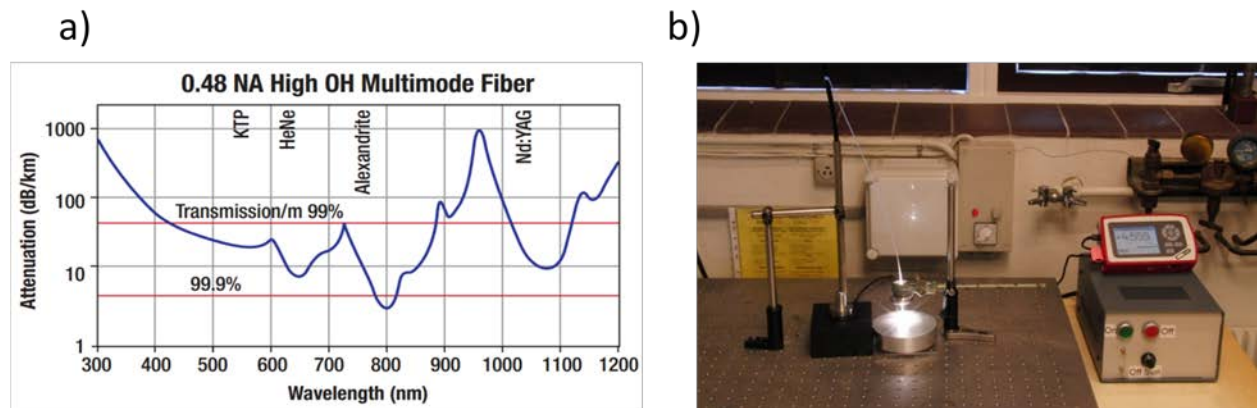 a)
b)
0.48 NA High OH Multimode Fiber
KTP
HeNe
Alexandrite
Nd:YAG
1000
100
10
1
Transmission/m 99%
99.9%
Attenuation (dB/km)
300 400 500 600 700 800 900 1000 1100 1200
Wavelength (nm)
On
Off
Off